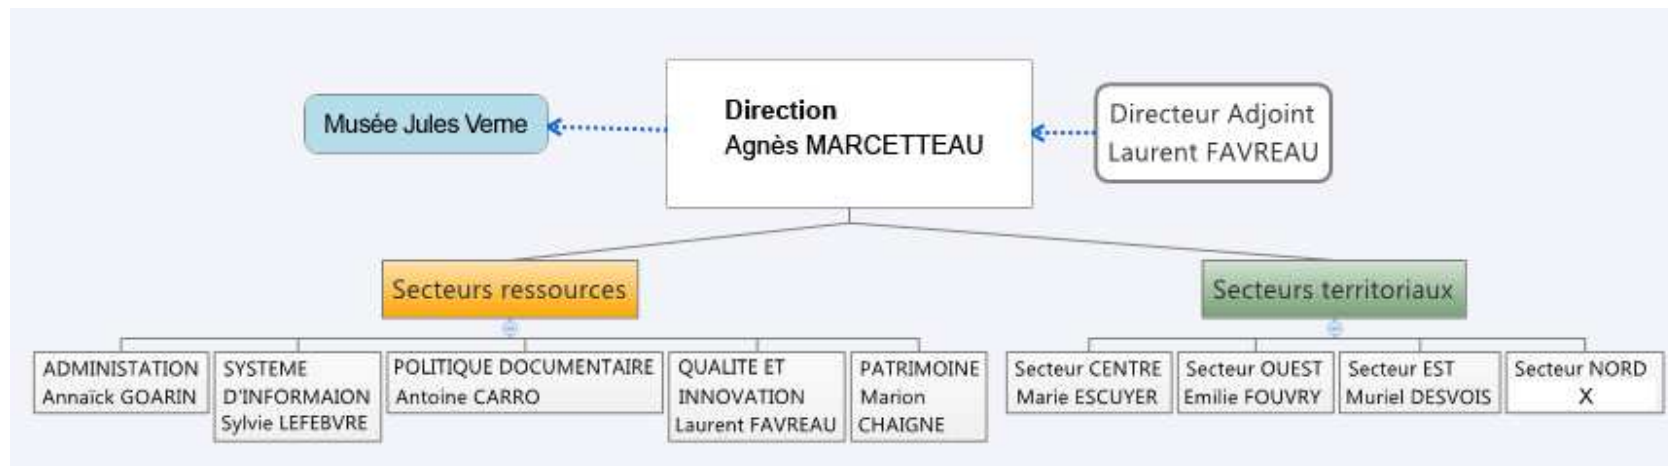 Musée Jules Verne
Direction
Agnès MARCETTEAU
Directeur Adjoint
Laurent FAVREAU
Secteurs ressources
Secteurs territoriaux
ADMINISTATION
Annaïck GOARIN
SYSTEME
D'INFORMAION
Sylvie LEFEBVRE
POLITIQUE DOCUMENTAIRE
Antoine CARRO
QUALITE ET
INNOVATION
Laurent FAVREAU
PATRIMOINE
Marion
CHAIGNE
Secteur CENTRE
Marie ESCUYER
Secteur OUEST
Emilie FOUVRY
Secteur EST
Muriel DESVOIS
Secteur NORD
X